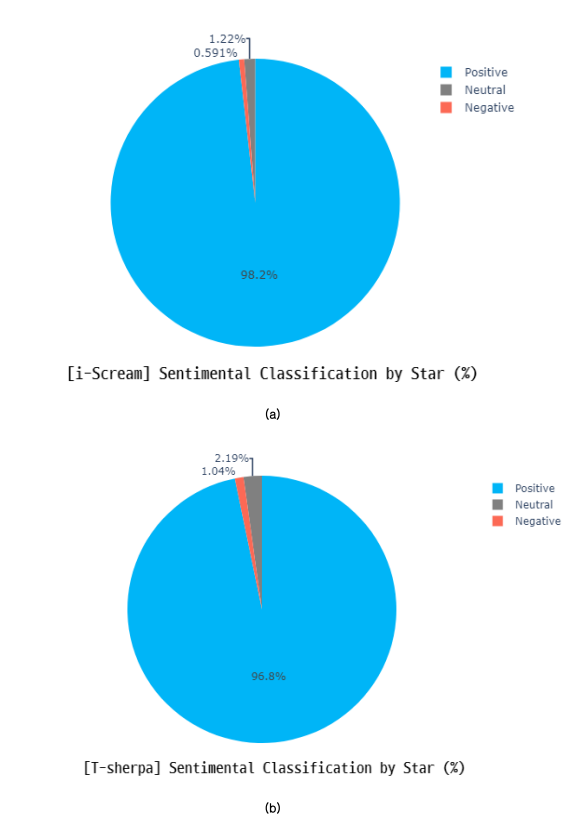 1.22%
0.591%
Positive
Neutral
Negative
98.2%
[i-Scream] Sentimental Classification by Star (%)
(a)
2.19%
1.04%
Positive
Neutral
Negative
96.8%
[T-sherpa] Sentimental Classification by Star (%)
(b)